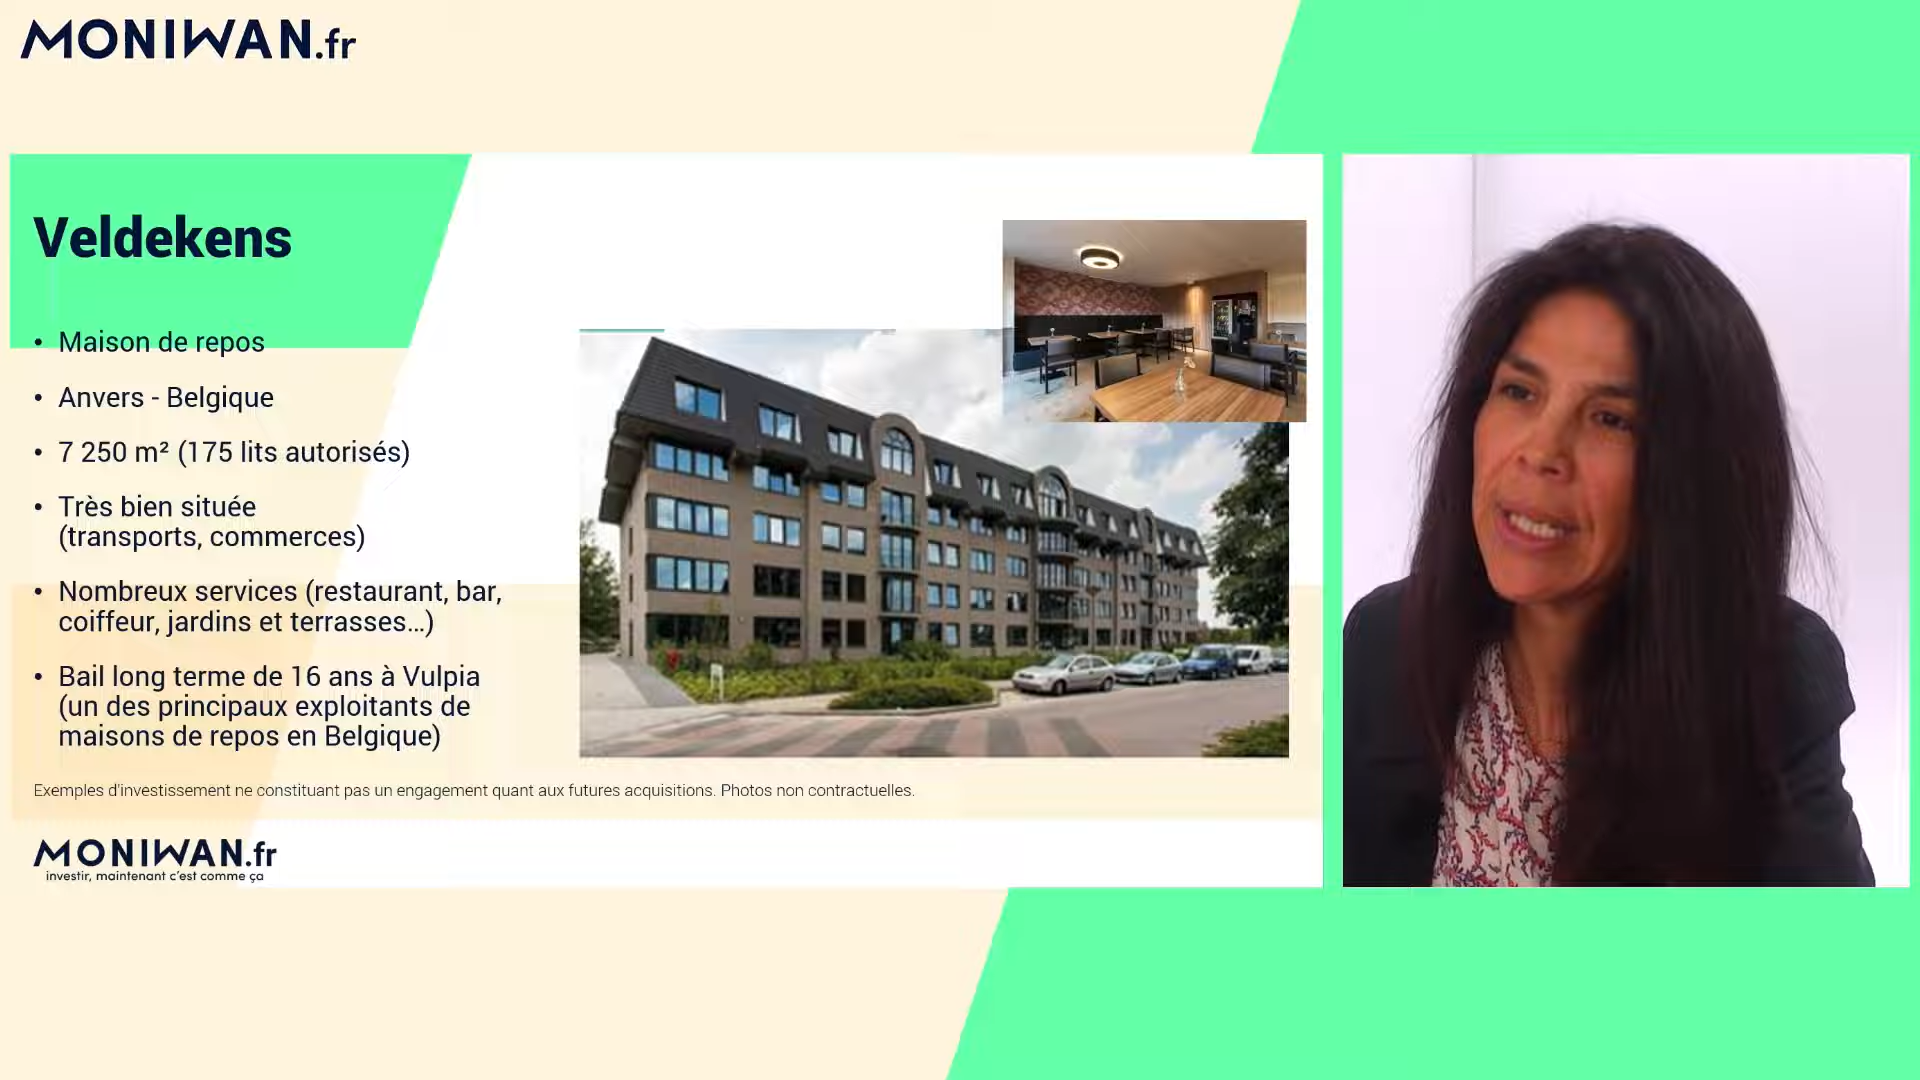 MONIWAN.fr
Veldekens
• Maison de repos
• Anvers - Belgique
• 7 250 m² (175 lits autorisés)
• Très bien située
(transports, commerces)
• Nombreux services (restaurant, bar,
coiffeur, jardins et terrasses...)
• Bail long terme de 16 ans à Vulpia
(un des principaux exploitants de
maisons de repos en Belgique)
Exemples d'investissement ne constituant pas un engagement quant aux futures acquisitions. Photos non contractuelles.
MONIWAN.fr
investir, maintenant c'est comme ça